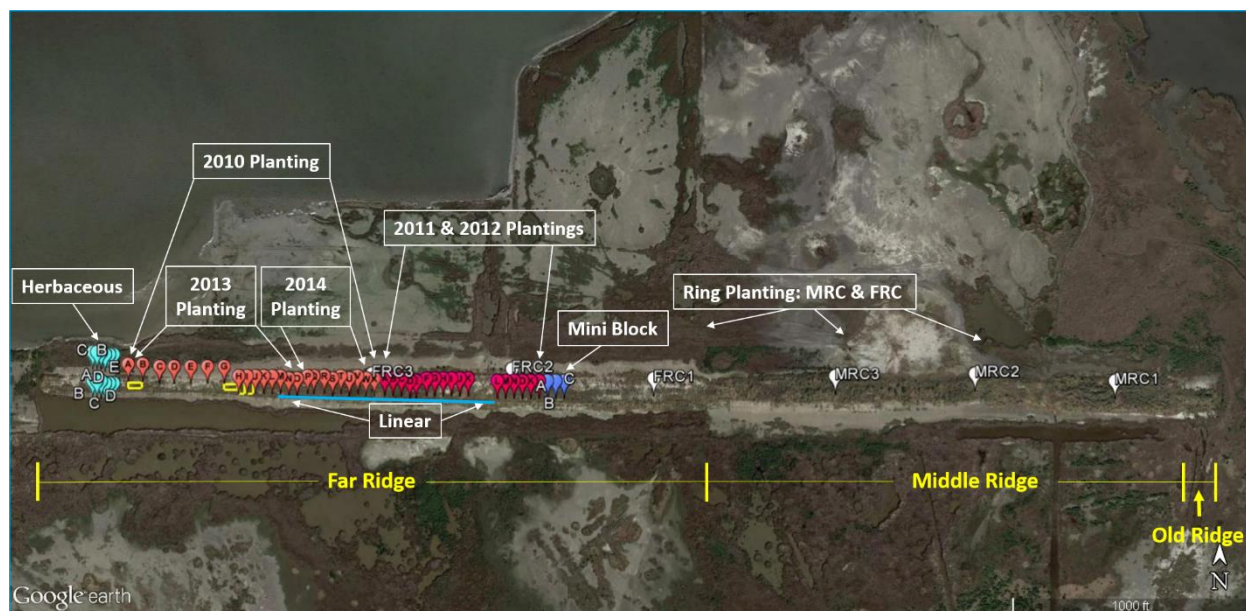 2010 Planting
2011 & 2012 Plantings
Herbaceous
2013
Planting
2014
Planting
Ring Planting: MRC & FRC
Mini Block
C B
E
A B C D E F G
A D
B C D
FRC3
FRC2
A C
B
FRC1
MRC3
MRC2
MRC1
Linear
Far Ridge
Middle Ridge
Old Ridge
N
Google earth
1000 ft